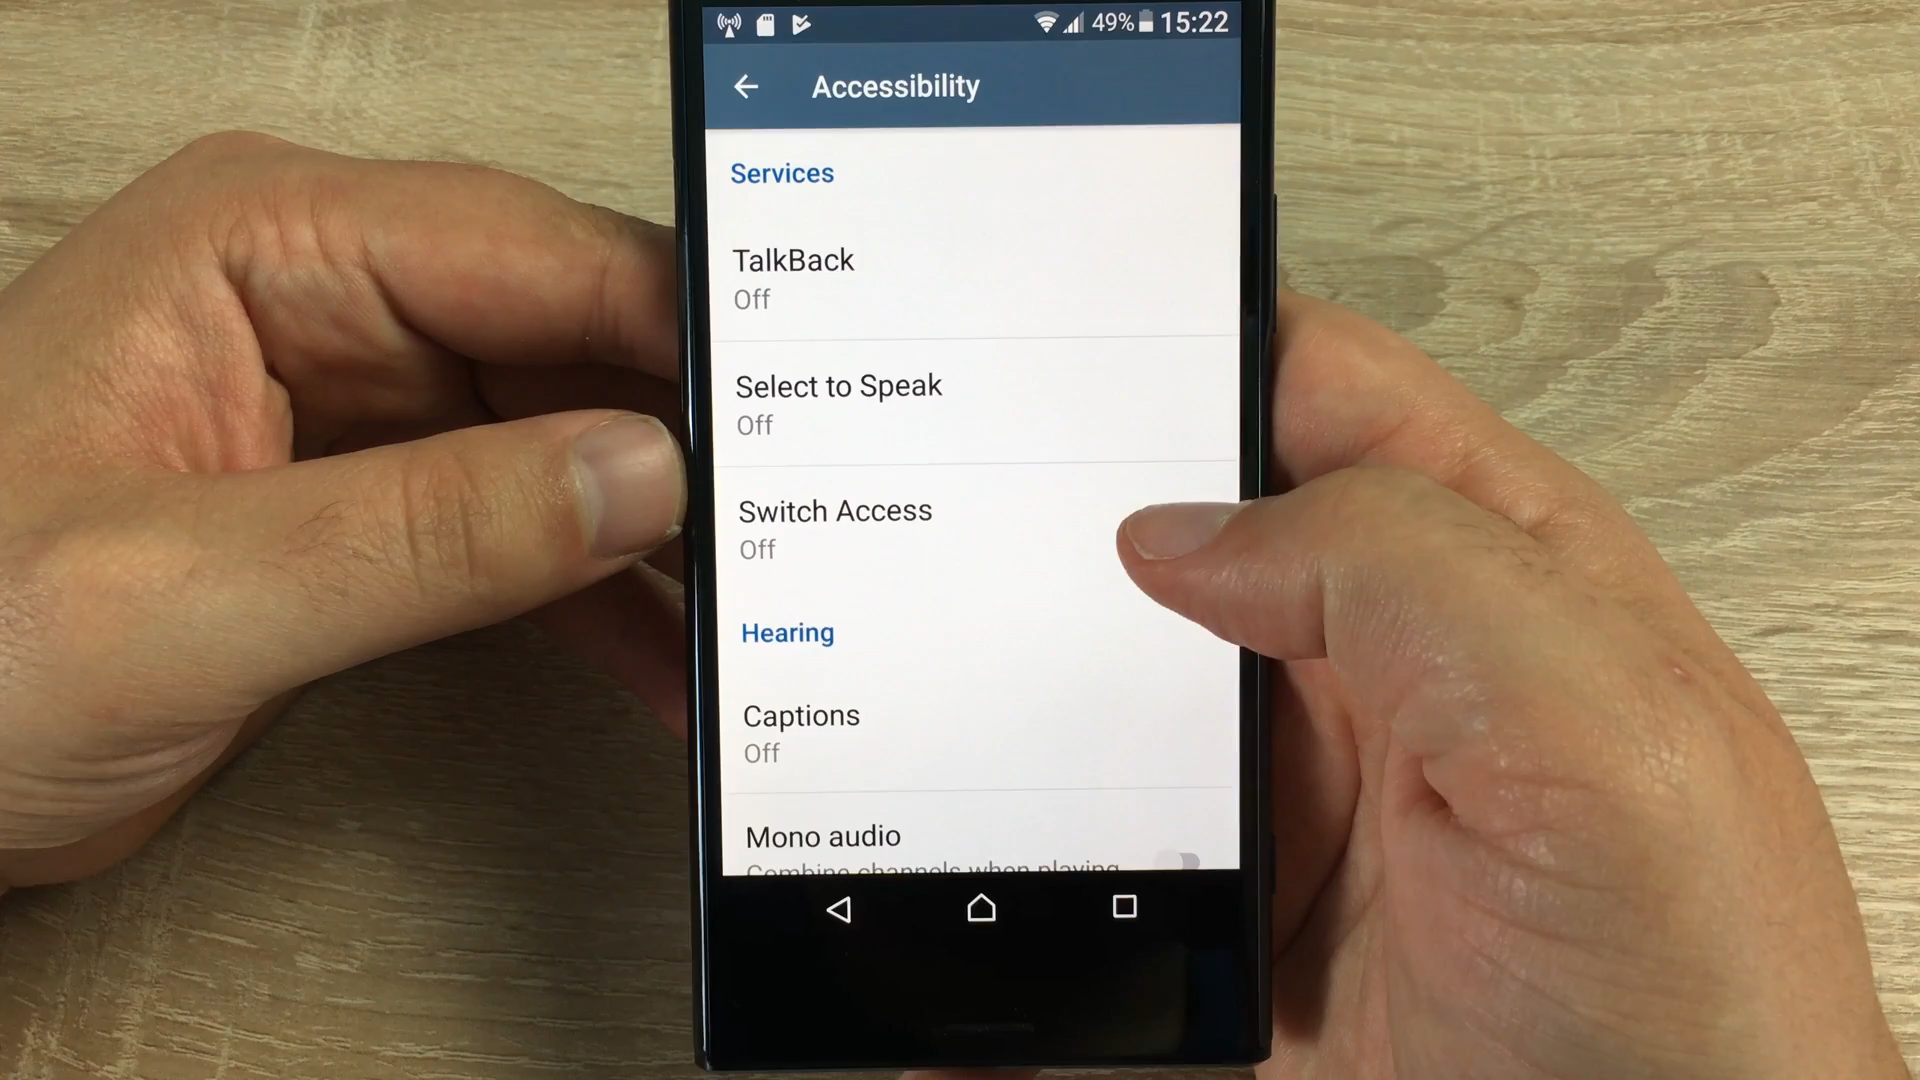 49% 15:22
Accessibility
Services
TalkBack
Off
Select to Speak
Off
Switch Access
Off
Hearing
Captions
Off
Mono audio
Combine channels when playing